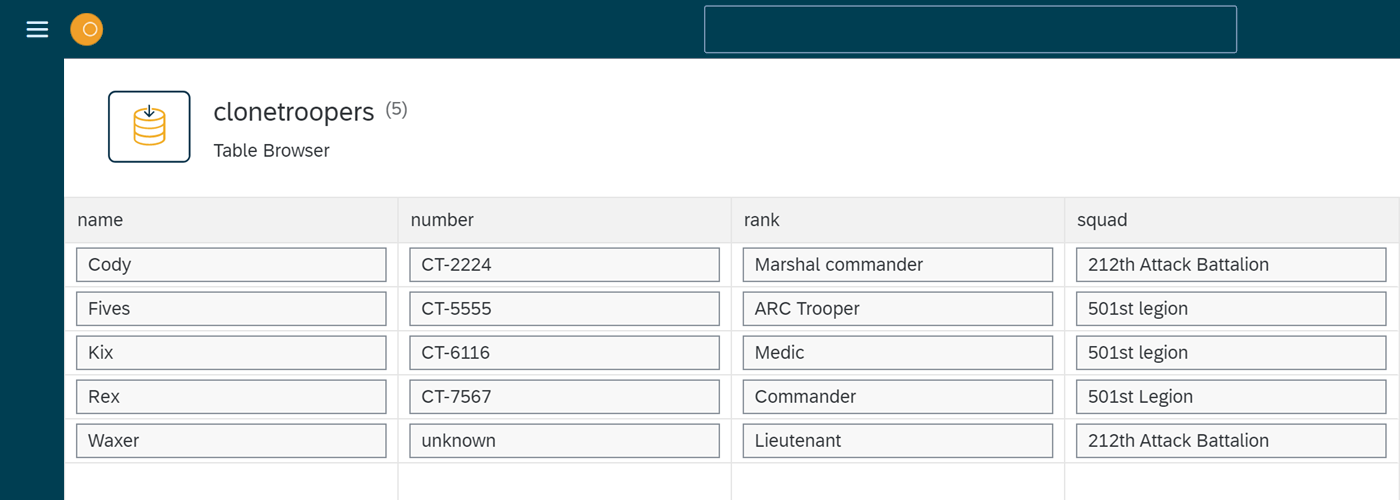 clonetroopers (5)
Table Browser
name number rank squad
Cody CT-2224 Marshal commander 212th Attack Battalion
Fives CT-5555 ARC Trooper 501st legion
Kix CT-6116 Medic 501st legion
Rex CT-7567 Commander 501st Legion
Waxer unknown Lieutenant 212th Attack Battalion